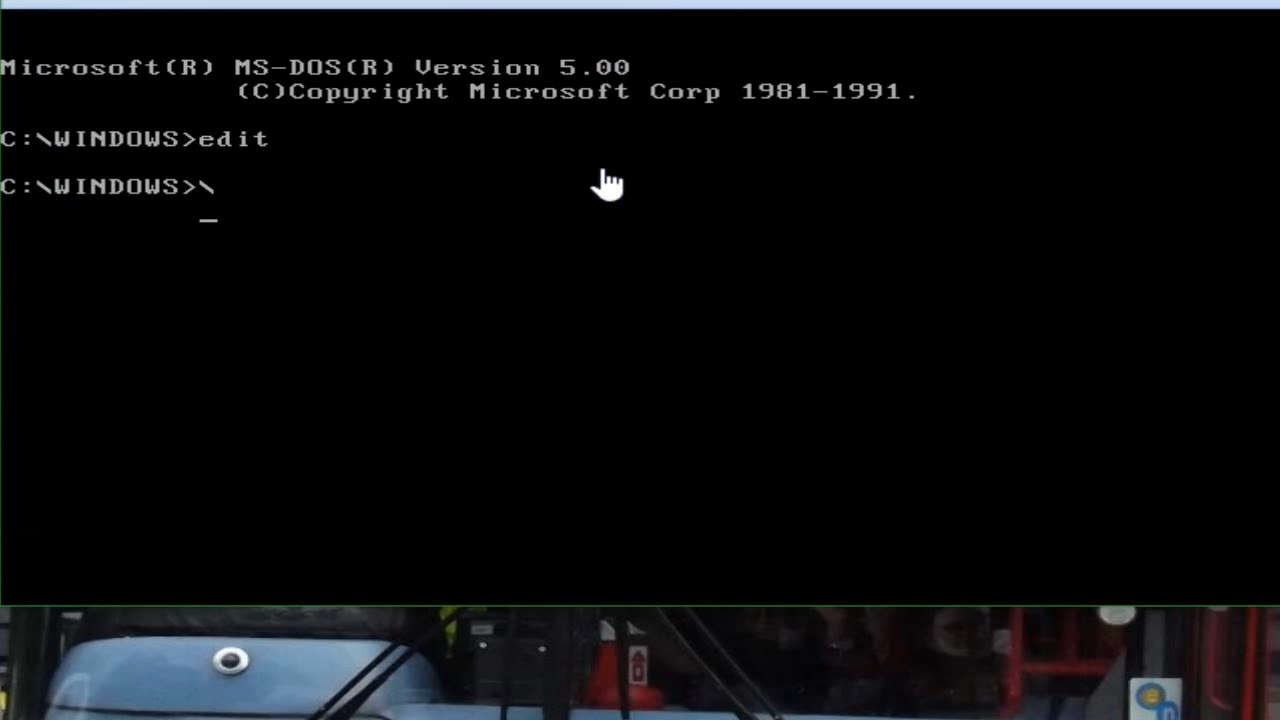 Microsoft(R) MS-DOS(R) Version 5.00
(C)Copyright Microsoft Corp 1981-1991.
C:\WINDOWS>edit
C:\WINDOWS>\